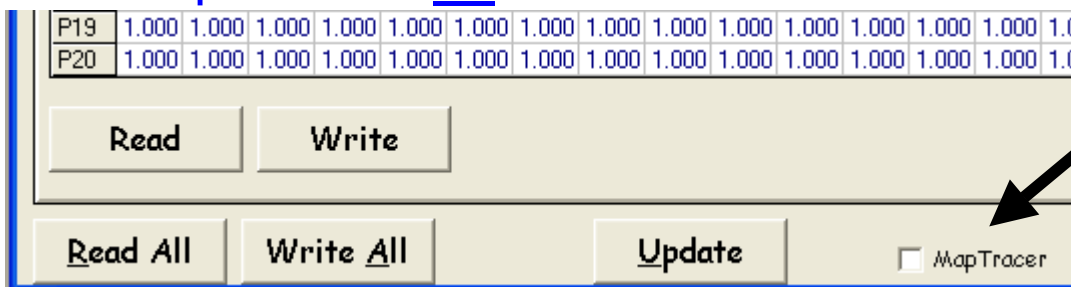 P19 1.000 1.000 1.000 1.000 1.000 1.000 1.000 1.000 1.000 1.000 1.000 1.000 1.000 1.000
P20 1.000 1.000 1.000 1.000 1.000 1.000 1.000 1.000 1.000 1.000 1.000 1.000 1.000 1.000
Read Write
Read All Write All Update MapTracer